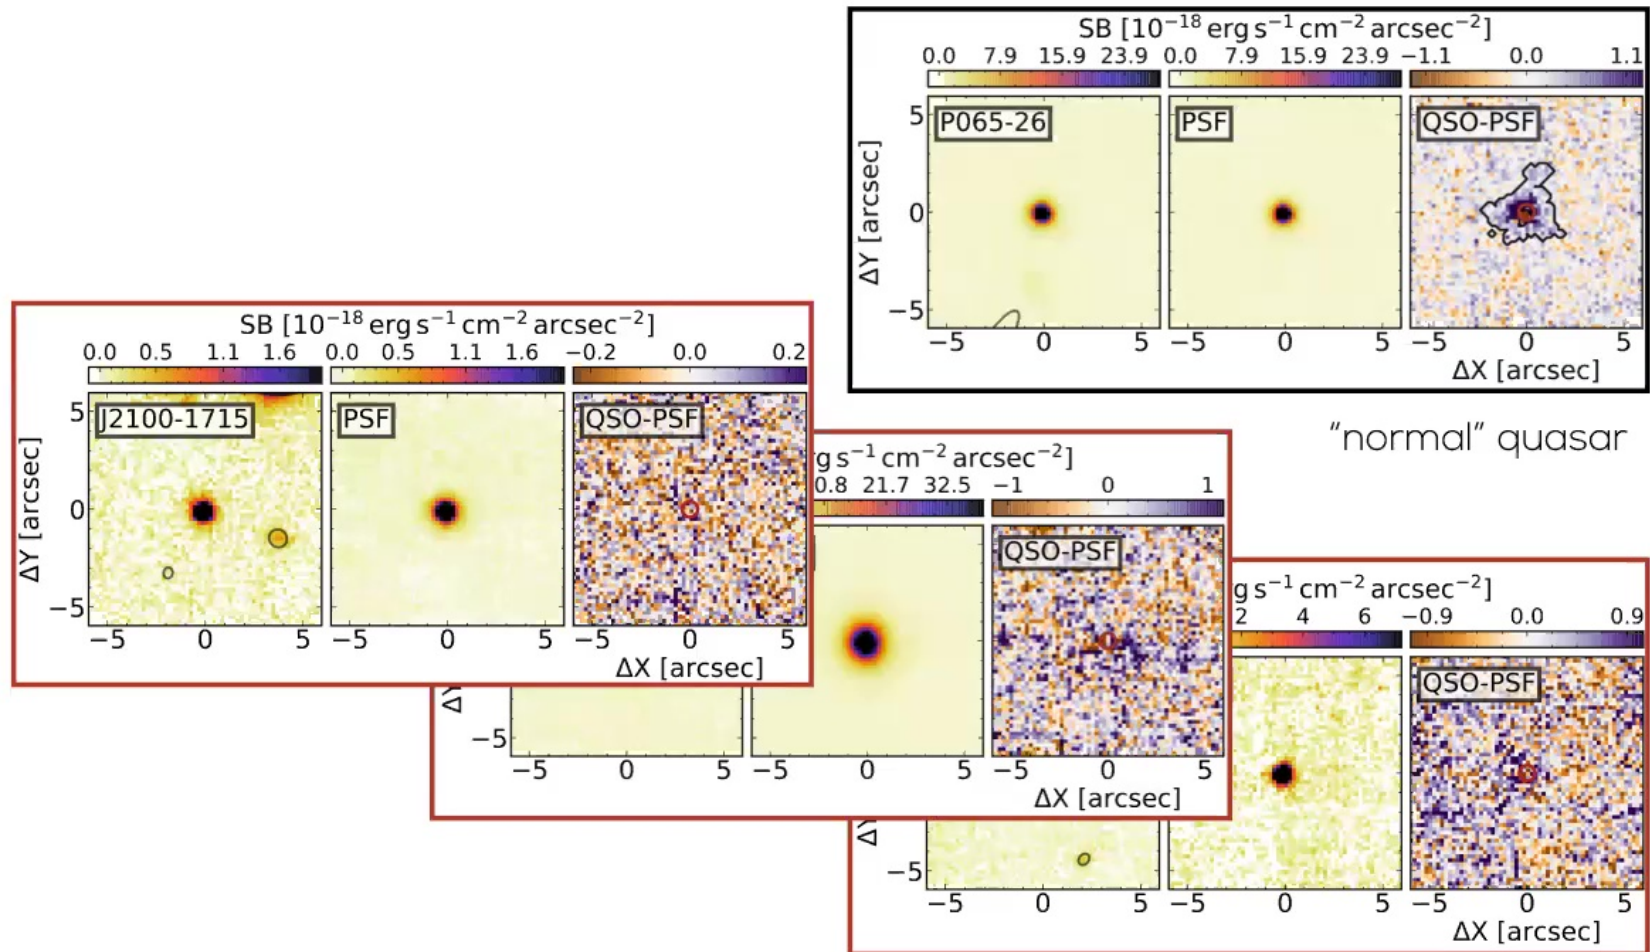 SB [10⁻¹⁸ erg s⁻¹ cm⁻² arcsec⁻²]
0.0 7.9 15.9 23.9 0.0 7.9 15.9 23.9 −1.1 0.0 1.1
P065-26 PSF QSO-PSF
5
0
−5
ΔY [arcsec]
−5 0 5 −5 0 5 −5 0 5
ΔX [arcsec]
"normal" quasar
SB [10⁻¹⁸ erg s⁻¹ cm⁻² arcsec⁻²]
0.0 0.5 1.1 1.6 0.0 0.5 1.1 1.6 −0.2 0.0 0.2
J2100-1715 PSF QSO-PSF
5
0
−5
ΔY [arcsec]
−5 0 5 −5 0 5 −5 0 5
ΔX [arcsec]
g s⁻¹ cm⁻² arcsec⁻²]
0.8 21.7 32.5 −1 0 1
QSO-PSF
−5
−5 0 5 −5 0 5 −5 0 5
ΔX [arcsec]
g s⁻¹ cm⁻² arcsec⁻²]
2 4 6 −0.9 0.0 0.9
QSO-PSF
−5
−5 0 5 −5 0 5 −5 0 5
ΔX [arcsec]